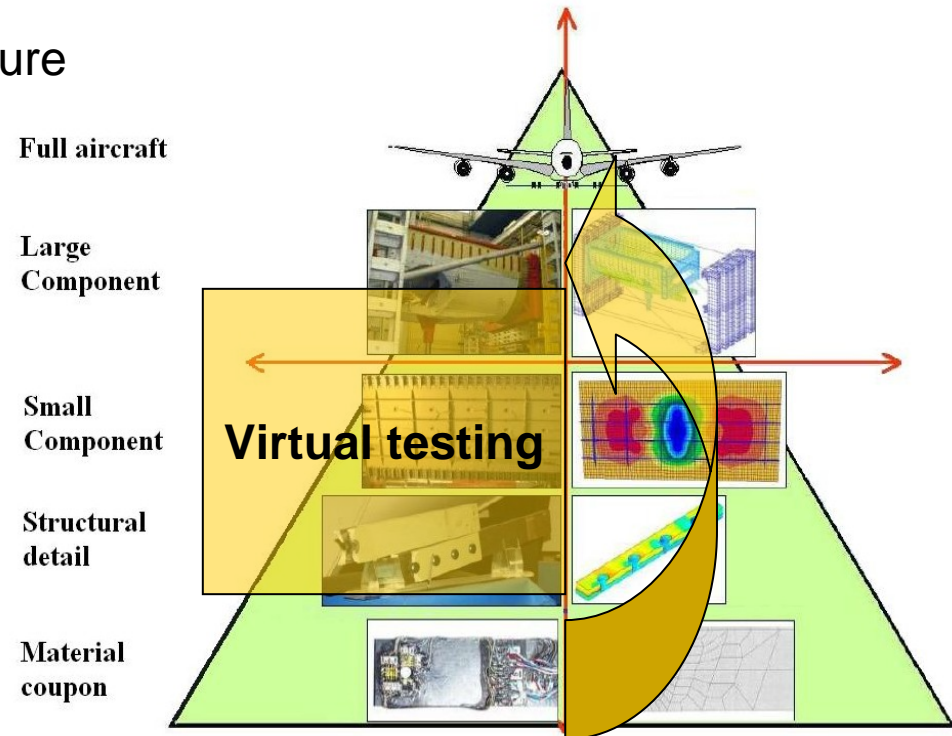 ure
Full aircraft
Large
Component
Small
Component
Virtual testing
Structural
detail
Material
coupon